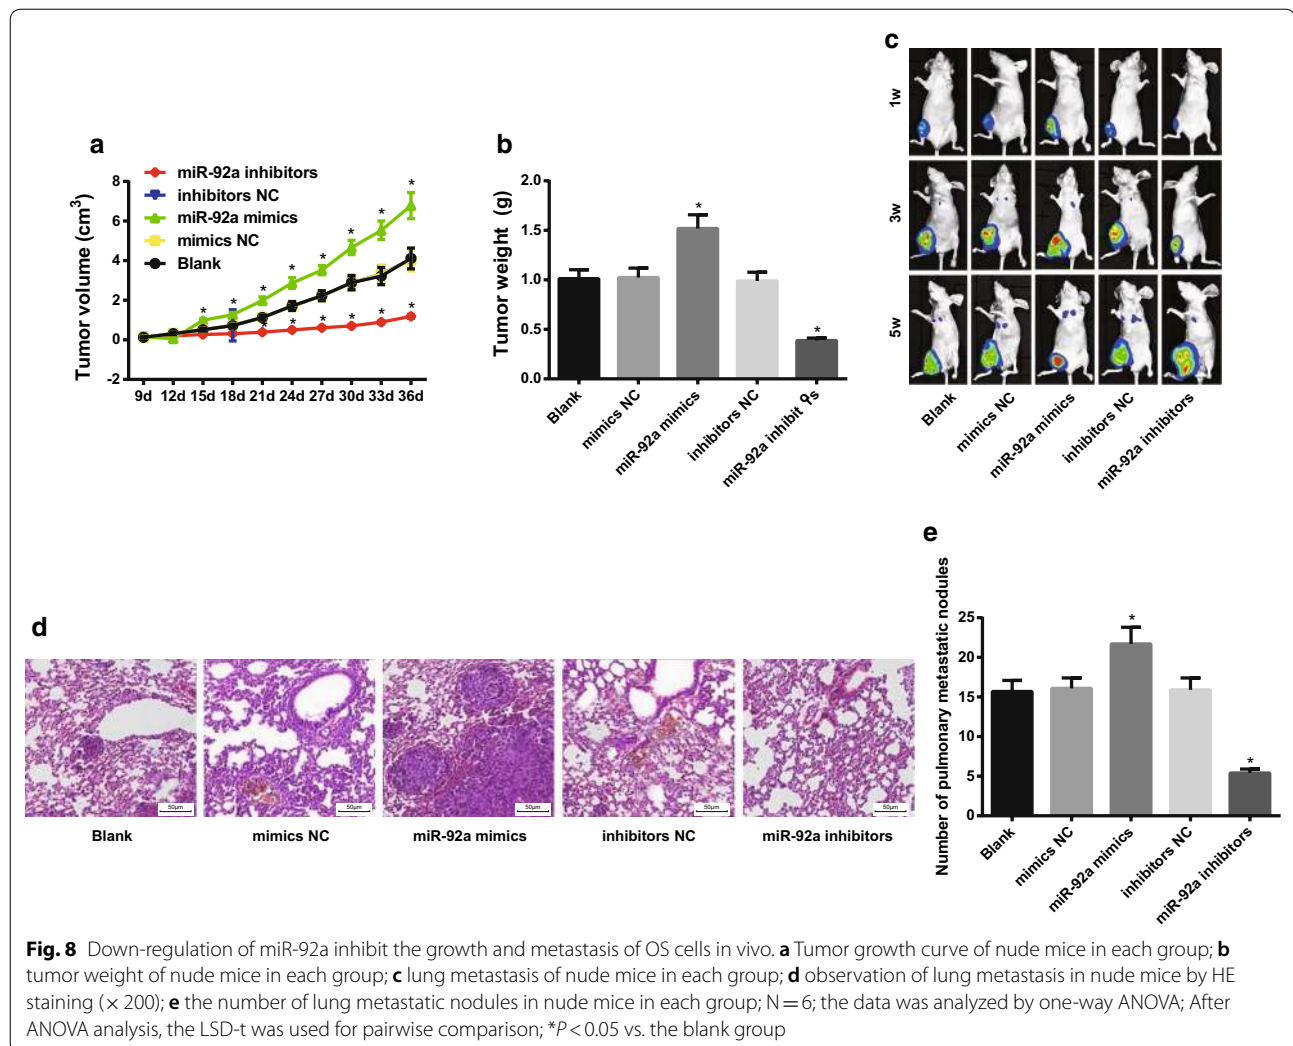 a
miR-92a inhibitors
inhibitors NC
miR-92a mimics
mimics NC
Blank
Tumor volume (cm³)
8
6
4
2
0
-2
9d 12d 15d 18d 21d 24d 27d 30d 33d 36d
* * * * * * * *
* * * * * *
b
Tumor weight (g)
2.0
1.5
1.0
0.5
0.0
*
*
Blank
mimics NC
miR-92a mimics
inhibitors NC
miR-92a inhibit s
c
1w
3w
5w
Blank
mimics NC
miR-92a mimics
inhibitors NC
miR-92a inhibitors
d
50μm
50μm
50μm
50μm
50μm
Blank
mimics NC
miR-92a mimics
inhibitors NC
miR-92a inhibitors
e
Number of pulmonary metastatic nodules
25
20
15
10
5
0
*
*
Blank
mimics NC
miR-92a mimics
inhibitors NC
miR-92a inhibitors
Fig. 8 Down-regulation of miR-92a inhibit the growth and metastasis of OS cells in vivo. a Tumor growth curve of nude mice in each group; b
tumor weight of nude mice in each group; c lung metastasis of nude mice in each group; d observation of lung metastasis in nude mice by HE
staining (× 200); e the number of lung metastatic nodules in nude mice in each group; N = 6; the data was analyzed by one-way ANOVA; After
ANOVA analysis, the LSD-t was used for pairwise comparison; *P < 0.05 vs. the blank group